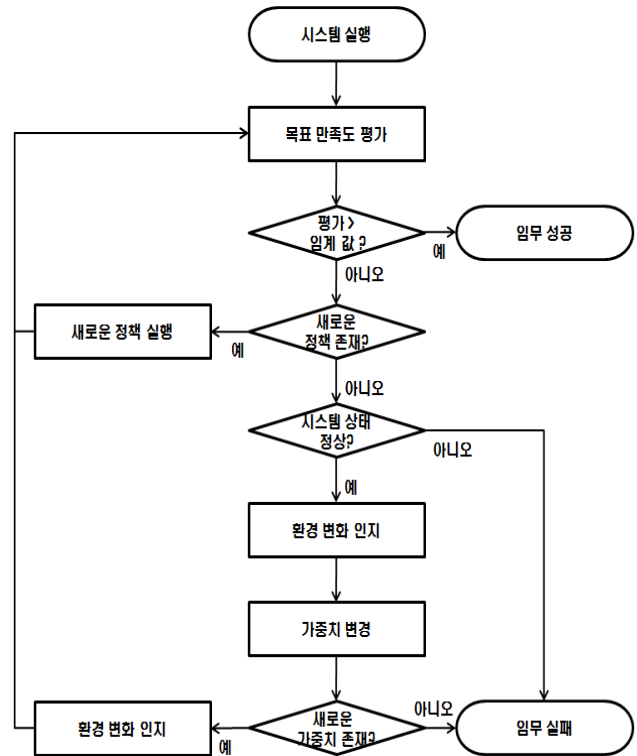 시스템 실행
목표 만족도 평가
평가 >
임계 값 ?
예
임무 성공
아니오
새로운 정책 실행
예
새로운
정책 존재?
아니오
시스템 상태
정상?
아니오
예
환경 변화 인지
가중치 변경
환경 변화 인지
예
새로운
가중치 존재?
아니오
임무 실패